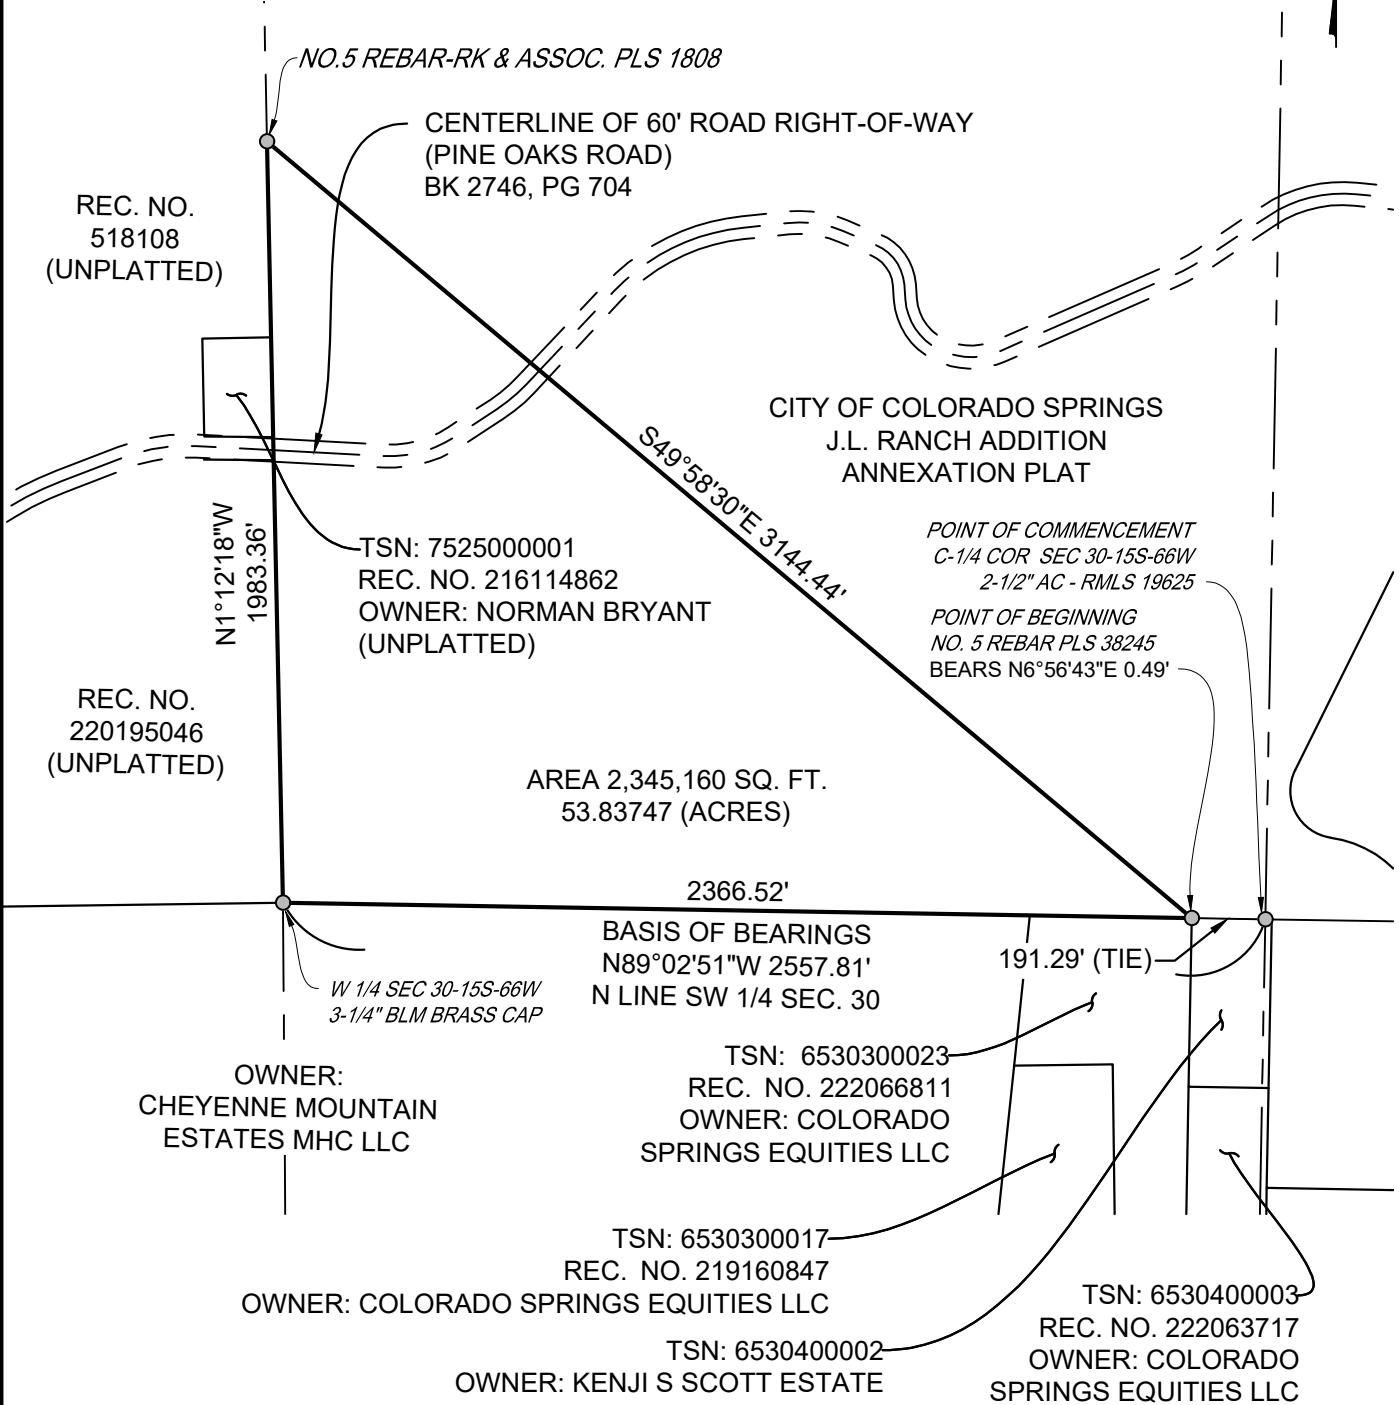 NO.5 REBAR-RK & ASSOC. PLS 1808
CENTERLINE OF 60' ROAD RIGHT-OF-WAY
(PINE OAKS ROAD)
BK 2746, PG 704
REC. NO.
518108
(UNPLATTED)
CITY OF COLORADO SPRINGS
J.L. RANCH ADDITION
ANNEXATION PLAT
S49°58'30"E 3144.44'
N1°12'18"W
1983.36'
TSN: 7525000001
REC. NO. 216114862
OWNER: NORMAN BRYANT
(UNPLATTED)
POINT OF COMMENCEMENT
C-1/4 COR SEC 30-15S-66W
2-1/2" AC - RMLS 19625
POINT OF BEGINNING
NO. 5 REBAR PLS 38245
BEARS N6°56'43"E 0.49'
REC. NO.
220195046
(UNPLATTED)
AREA 2,345,160 SQ. FT.
53.83747 (ACRES)
2366.52'
BASIS OF BEARINGS
N89°02'51"W 2557.81'
N LINE SW 1/4 SEC. 30
191.29' (TIE)
W 1/4 SEC 30-15S-66W
3-1/4" BLM BRASS CAP
OWNER:
CHEYENNE MOUNTAIN
ESTATES MHC LLC
TSN: 6530300023
REC. NO. 222066811
OWNER: COLORADO
SPRINGS EQUITIES LLC
TSN: 6530300017
REC. NO. 219160847
OWNER: COLORADO SPRINGS EQUITIES LLC
TSN: 6530400002
OWNER: KENJI S SCOTT ESTATE
TSN: 6530400003
REC. NO. 222063717
OWNER: COLORADO
SPRINGS EQUITIES LLC